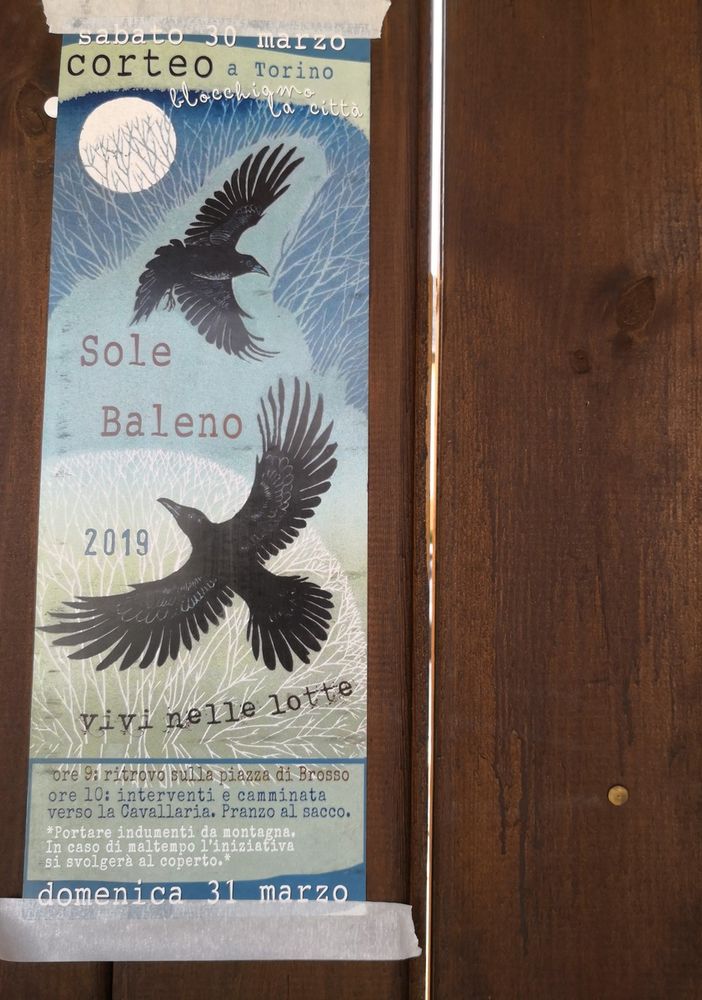 sabato 30 marzo
corteo a Torino
blocchiamo
la città
Sole
Baleno
2019
vivi nelle lotte
ore 9: ritrovo sulla piazza di Brosso
ore 10: interventi e camminata
verso la Cavallaria. Pranzo al sacco.
*Portare indumenti da montagna.
In caso di maltempo l'iniziativa
si svolgerà al coperto.*
domenica 31 marzo